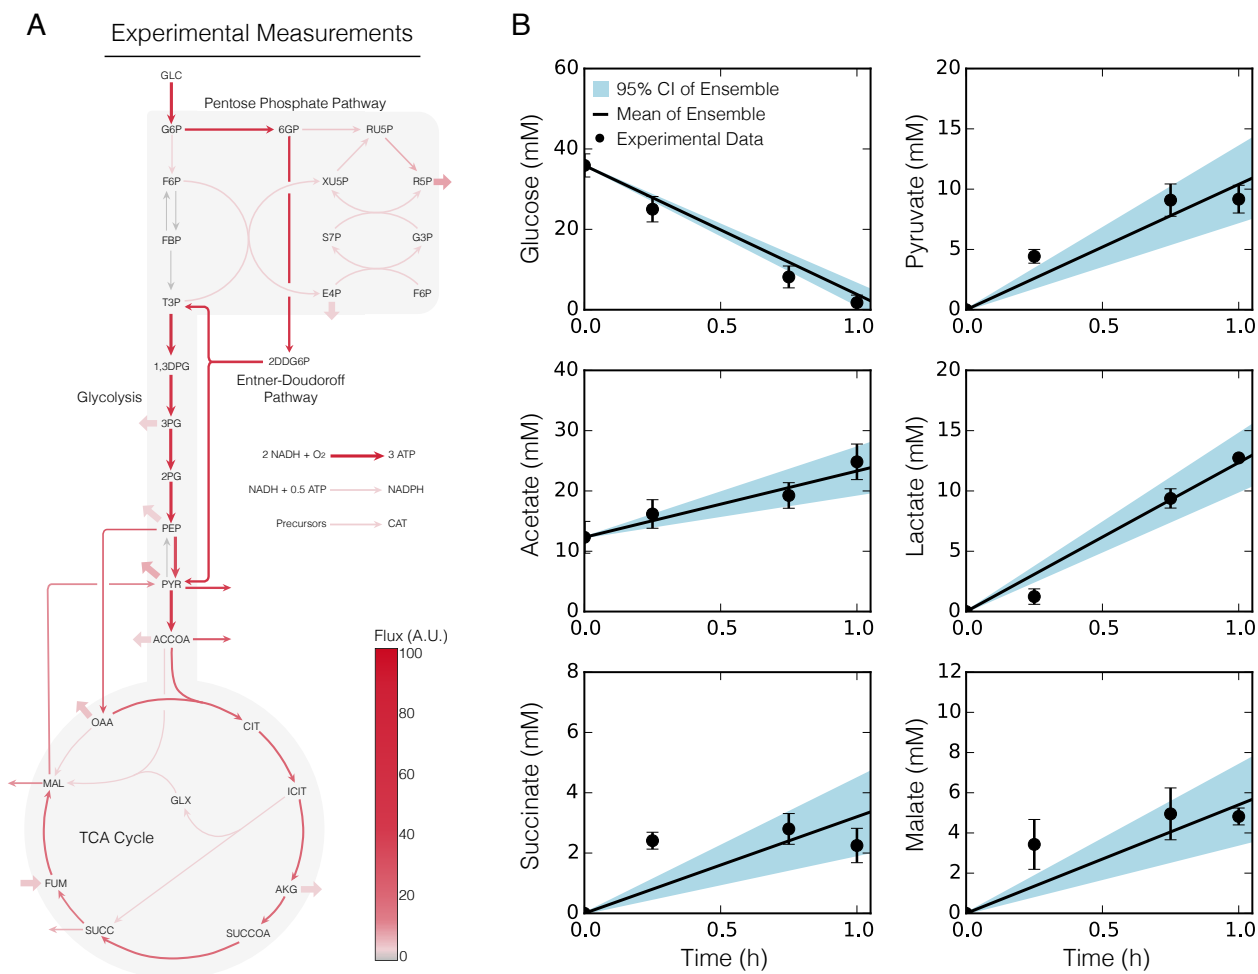 A
Experimental Measurements
GLC
Pentose Phosphate Pathway
G6P
6GP
RU5P
F6P
XU5P
R5P
FBP
S7P
G3P
T3P
E4P
F6P
1,3DPG
2DDG6P
Entner-Doudoroff
Pathway
Glycolysis
3PG
2 NADH + O2
3 ATP
2PG
NADH + 0.5 ATP
NADPH
Precursors
CAT
PEP
PYR
ACCOA
Flux (A.U.)
100
80
60
40
20
0
OAA
CIT
MAL
ICIT
GLX
TCA Cycle
FUM
AKG
SUCC
SUCCOA
B
Glucose (mM)
60
40
20
0
0.0
0.5
1.0
95% CI of Ensemble
Mean of Ensemble
Experimental Data
Pyruvate (mM)
20
15
10
5
0
0.0
0.5
1.0
Acetate (mM)
40
30
20
10
0
0.0
0.5
1.0
Lactate (mM)
20
15
10
5
0
0.0
0.5
1.0
Succinate (mM)
8
6
4
2
0
0.0
0.5
1.0
Time (h)
Malate (mM)
12
10
8
6
4
2
0
0.0
0.5
1.0
Time (h)